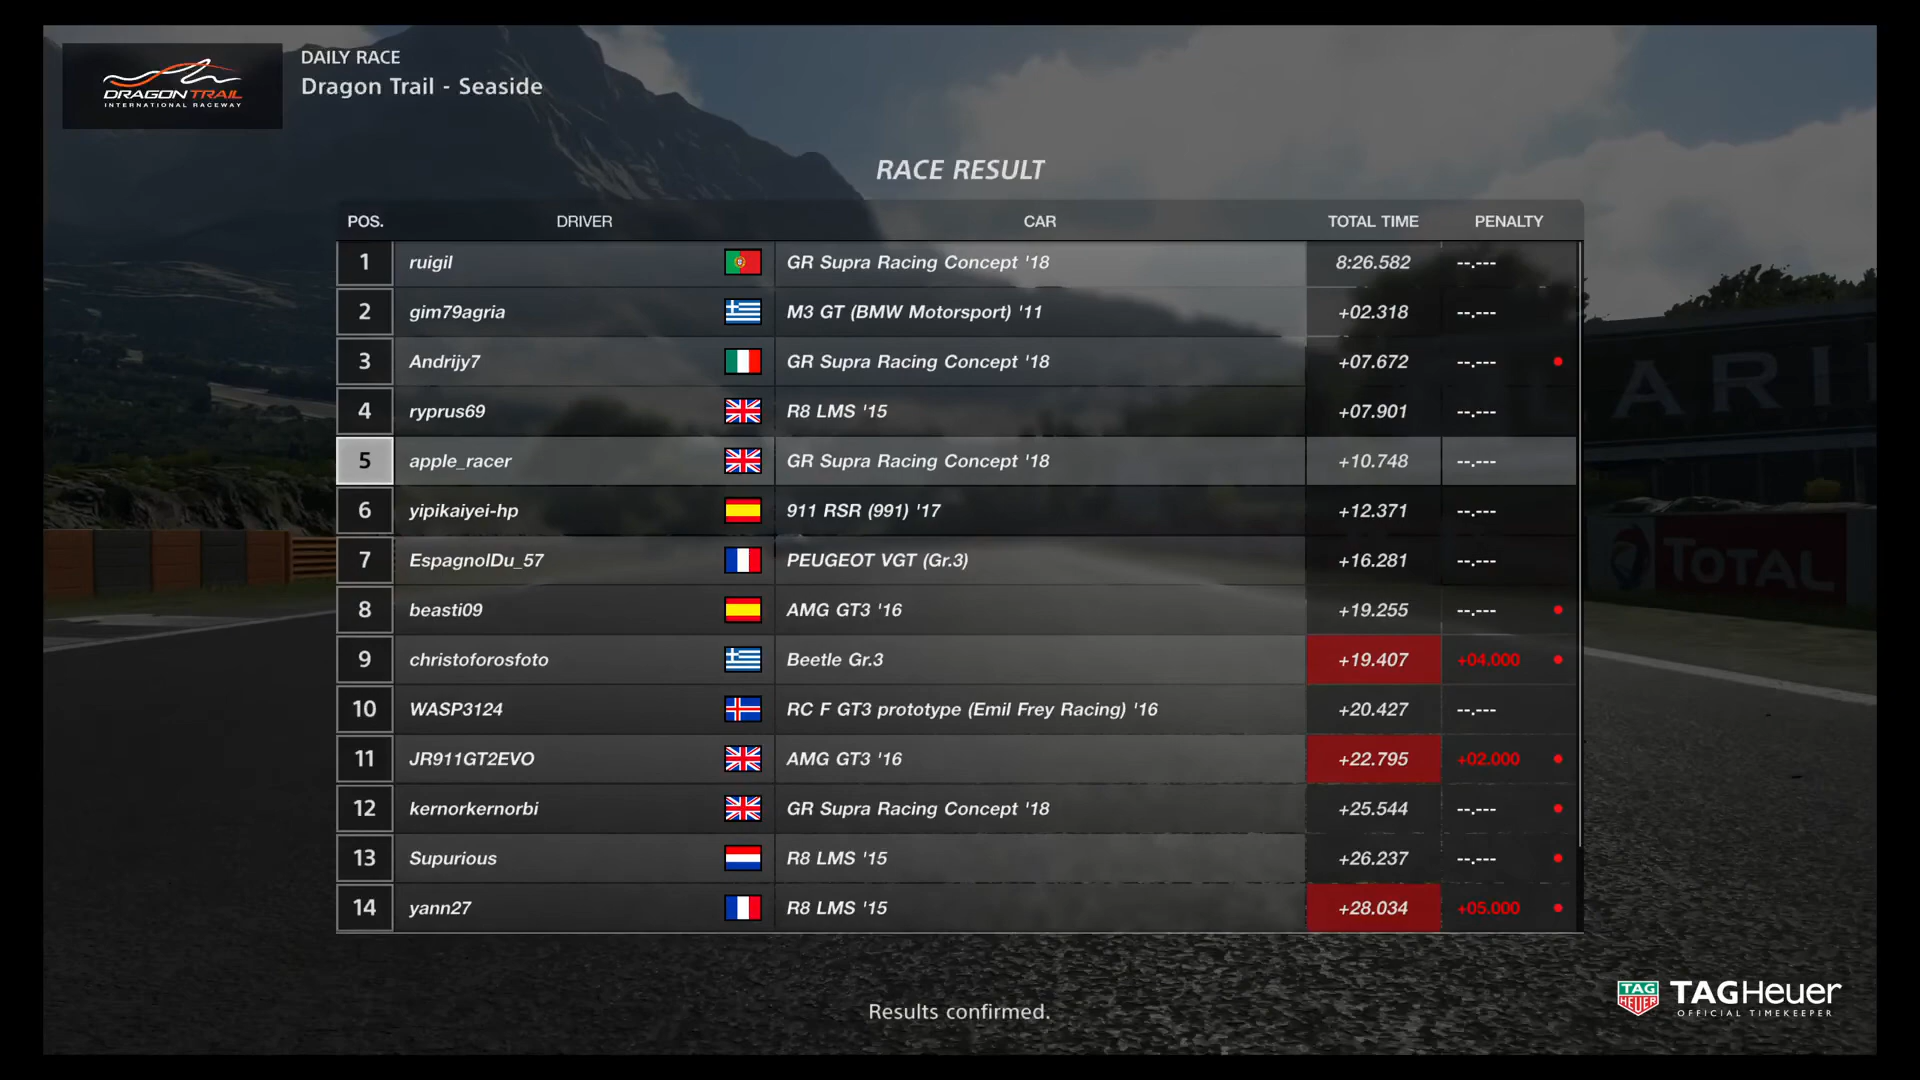 DRAGON TRAIL
INTERNATIONAL RACEWAY
DAILY RACE
Dragon Trail - Seaside
RACE RESULT
POS. DRIVER CAR TOTAL TIME PENALTY
1 ruigil GR Supra Racing Concept '18 8:26.582 --.---
2 gim79agria M3 GT (BMW Motorsport) '11 +02.318 --.---
3 Andrijy7 GR Supra Racing Concept '18 +07.672 --.---
4 ryprus69 R8 LMS '15 +07.901 --.---
5 apple_racer GR Supra Racing Concept '18 +10.748 --.---
6 yipikaiyei-hp 911 RSR (991) '17 +12.371 --.---
7 EspagnolDu_57 PEUGEOT VGT (Gr.3) +16.281 --.---
8 beasti09 AMG GT3 '16 +19.255 --.---
9 christoforosfoto Beetle Gr.3 +19.407 +04.000
10 WASP3124 RC F GT3 prototype (Emil Frey Racing) '16 +20.427 --.---
11 JR911GT2EVO AMG GT3 '16 +22.795 +02.000
12 kernorkernorbi GR Supra Racing Concept '18 +25.544 --.---
13 Supurious R8 LMS '15 +26.237 --.---
14 yann27 R8 LMS '15 +28.034 +05.000
TOTAL
Results confirmed.
TAG HEUER
TAGHeuer
OFFICIAL TIMEKEEPER